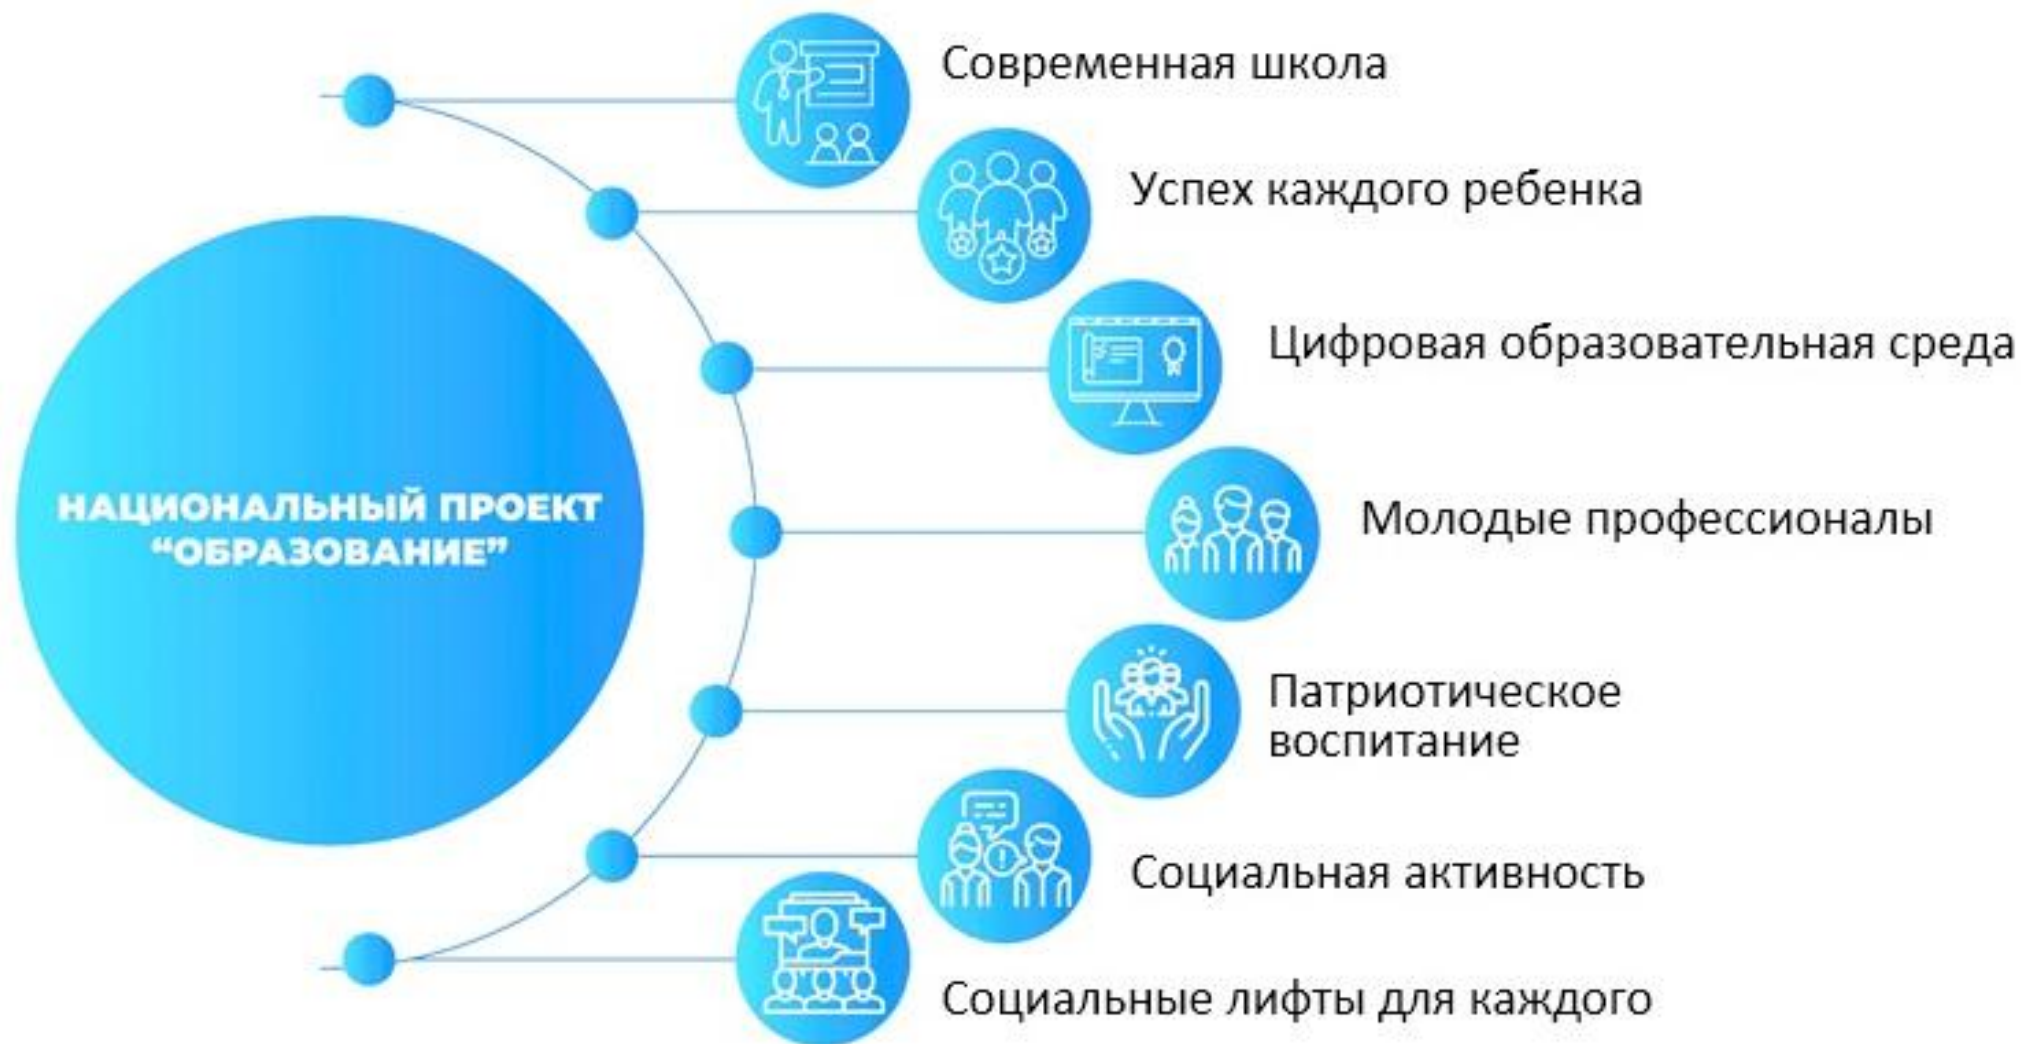 Современная школа
Успех каждого ребенка
Цифровая образовательная среда
НАЦИОНАЛЬНЫЙ ПРОЕКТ
“ОБРАЗОВАНИЕ”
Молодые профессионалы
Патриотическое
воспитание
Социальная активность
Социальные лифты для каждого